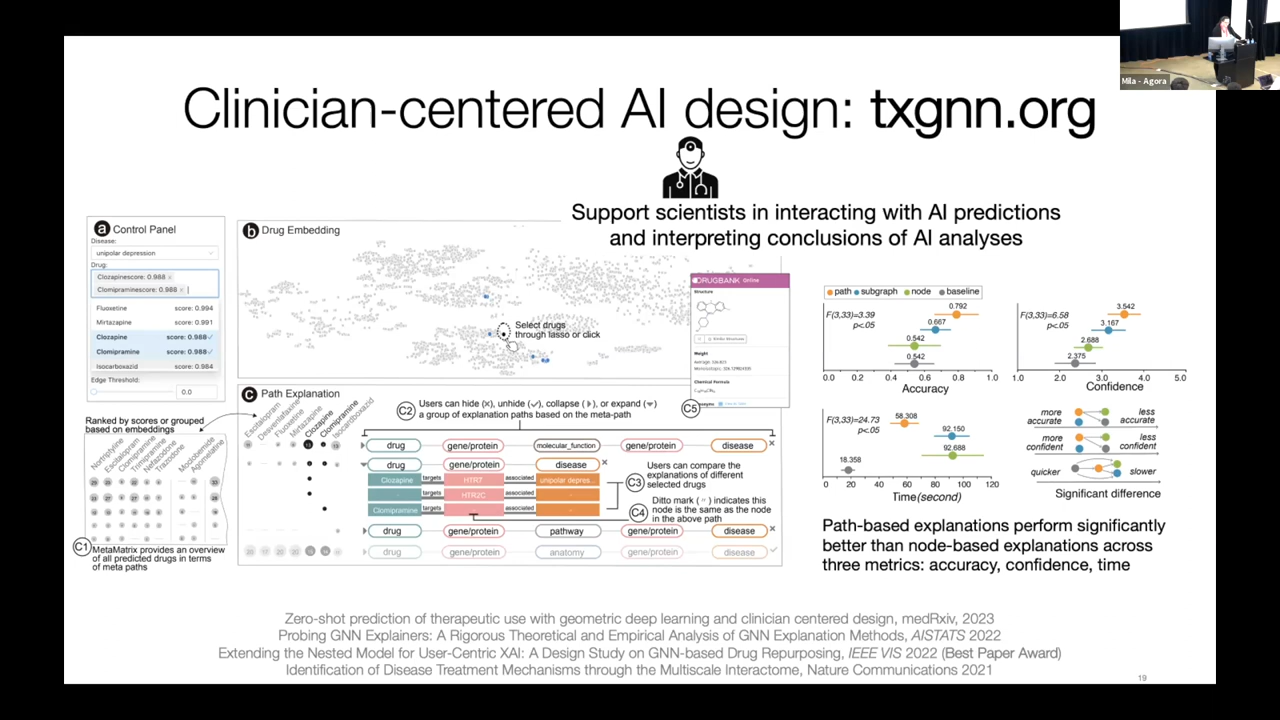 Mila - Agora
Clinician-centered AI design: txgnn.org
Support scientists in interacting with AI predictions
and interpreting conclusions of AI analyses
a Control Panel
Disease:
unipolar depression
Drug:
Clozapinescore: 0.988 ×
Clomipraminescore: 0.988 ×
Fluoxetine score: 0.994
Mirtazapine score: 0.991
Clozapine score: 0.988✓
Clomipramine score: 0.988✓
Isocarboxazid score: 0.984
Edge Threshold:
0.0
b Drug Embedding
Select drugs
through lasso or click
DRUGBANK Online
Structure
Weight
Chemical Formula
C5
Ranked by scores or grouped
based on embeddings
Nortriptyline
Escitalopram
Clomipramine
Trimipramine
Nefazodone
Trazodone
Moclobemide
Agomelatine
C1
MetaMatrix provides an overview
of all predicted drugs in terms
of meta paths
c Path Explanation
Escitalopram
Desvenlafaxine
Fluoxetine
Mirtazapine
Clozapine
Clomipramine
Isocarboxazid
C2 Users can hide (×), unhide (✓), collapse (▸), or expand (▾)
a group of explanation paths based on the meta-path
drug gene/protein molecular_function gene/protein disease ×
drug gene/protein disease ×
Clozapine targets HTR7 associated unipolar depres...
" targets HTR2C associated "
Clomipramine targets " associated "
C3 Users can compare the
explanations of different
selected drugs
C4 Ditto mark (〃) indicates this
node is the same as the node
in the above path
drug gene/protein pathway gene/protein disease ×
drug gene/protein anatomy gene/protein disease ✓
path subgraph node baseline
F(3,33)=3.39
p<.05
0.792
0.667
0.542
0.542
0.0 0.2 0.4 0.6 0.8 1.0
Accuracy
F(3,33)=6.58
p<.05
3.542
3.167
2.688
2.375
1.0 2.0 3.0 4.0 5.0
Confidence
F(3,33)=24.73
p<.05
58.308
92.150
92.688
18.358
0 20 40 60 80 100 120
Time(second)
more accurate less accurate
more confident less confident
quicker slower
Significant difference
Path-based explanations perform significantly
better than node-based explanations across
three metrics: accuracy, confidence, time
Zero-shot prediction of therapeutic use with geometric deep learning and clinician centered design, medRxiv, 2023
Probing GNN Explainers: A Rigorous Theoretical and Empirical Analysis of GNN Explanation Methods, AISTATS 2022
Extending the Nested Model for User-Centric XAI: A Design Study on GNN-based Drug Repurposing, IEEE VIS 2022 (Best Paper Award)
Identification of Disease Treatment Mechanisms through the Multiscale Interactome, Nature Communications 2021
19